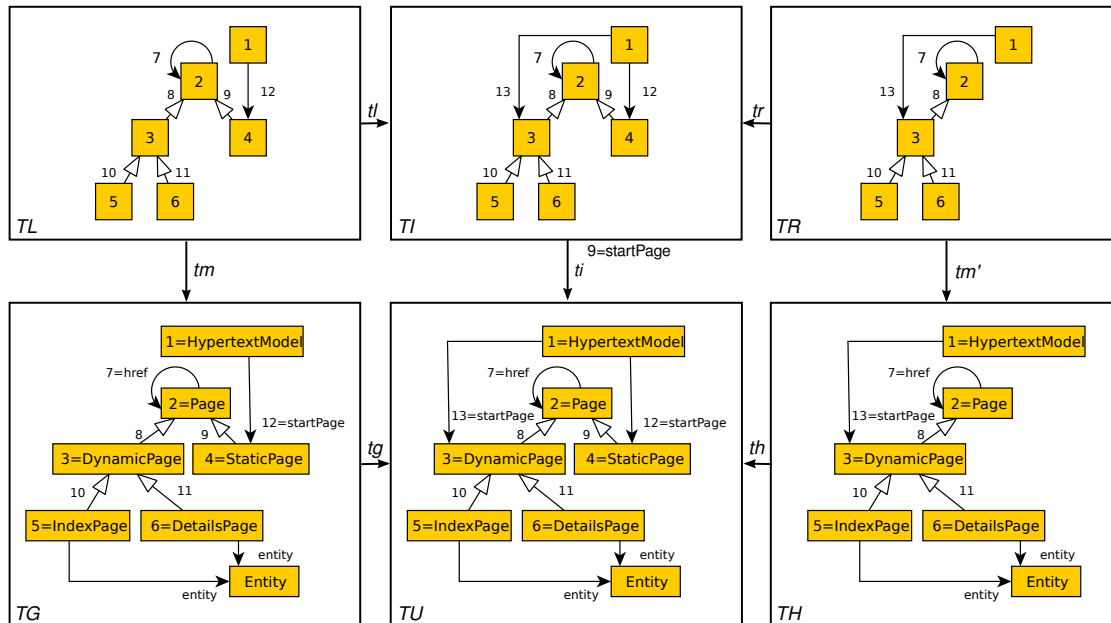 1
7
2
8
9
12
3
4
10
11
5
6
TL
tl
1
7
2
13
8
9
12
3
4
10
11
5
6
TI
tr
1
7
2
13
8
3
10
11
5
6
TR
tm
9=startPage
ti
tm'
1=HypertextModel
7=href
2=Page
12=startPage
8
9
3=DynamicPage
4=StaticPage
10
11
5=IndexPage
6=DetailsPage
entity
Entity
entity
TG
tg
1=HypertextModel
7=href
2=Page
13=startPage
12=startPage
8
9
3=DynamicPage
4=StaticPage
10
11
5=IndexPage
6=DetailsPage
entity
Entity
entity
TU
th
1=HypertextModel
7=href
2=Page
13=startPage
8
3=DynamicPage
10
11
5=IndexPage
6=DetailsPage
entity
Entity
entity
TH